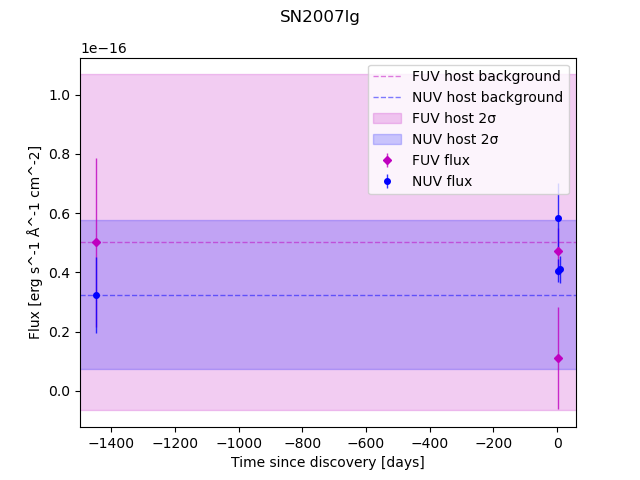 SN2007lg
1e−16
FUV host background
NUV host background
FUV host 2σ
NUV host 2σ
FUV flux
NUV flux
1.0
0.8
0.6
0.4
0.2
0.0
Flux [erg s^-1 Å^-1 cm^-2]
−1400 −1200 −1000 −800 −600 −400 −200 0
Time since discovery [days]